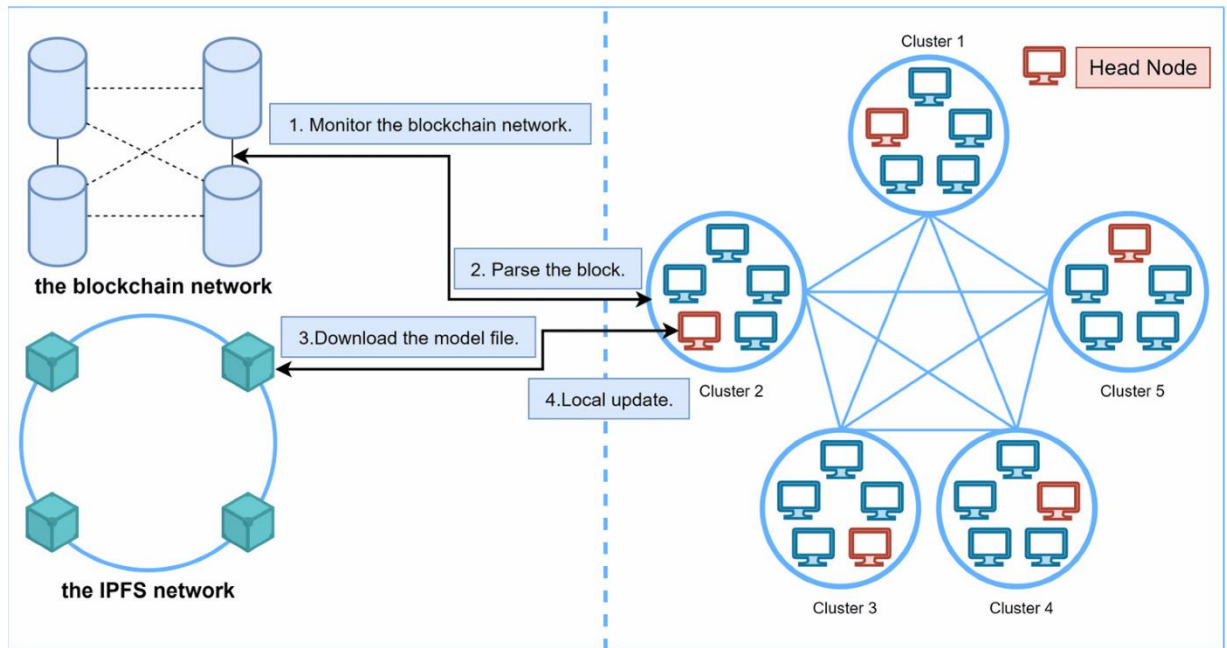 Cluster 1
Head Node
1. Monitor the blockchain network.
2. Parse the block.
the blockchain network
3.Download the model file.
4.Local update.
Cluster 2
Cluster 5
the IPFS network
Cluster 3
Cluster 4